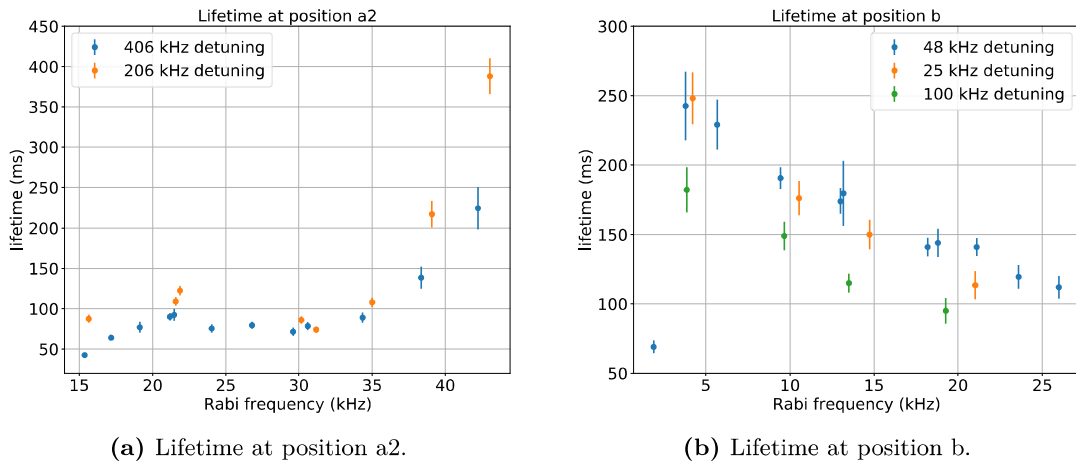 Lifetime at position a2
450
400
350
300
250
200
150
100
50
lifetime (ms)
406 kHz detuning
206 kHz detuning
15
20
25
30
35
40
Rabi frequency (kHz)
(a) Lifetime at position a2.
Lifetime at position b
300
250
200
150
100
50
lifetime (ms)
48 kHz detuning
25 kHz detuning
100 kHz detuning
5
10
15
20
25
Rabi frequency (kHz)
(b) Lifetime at position b.